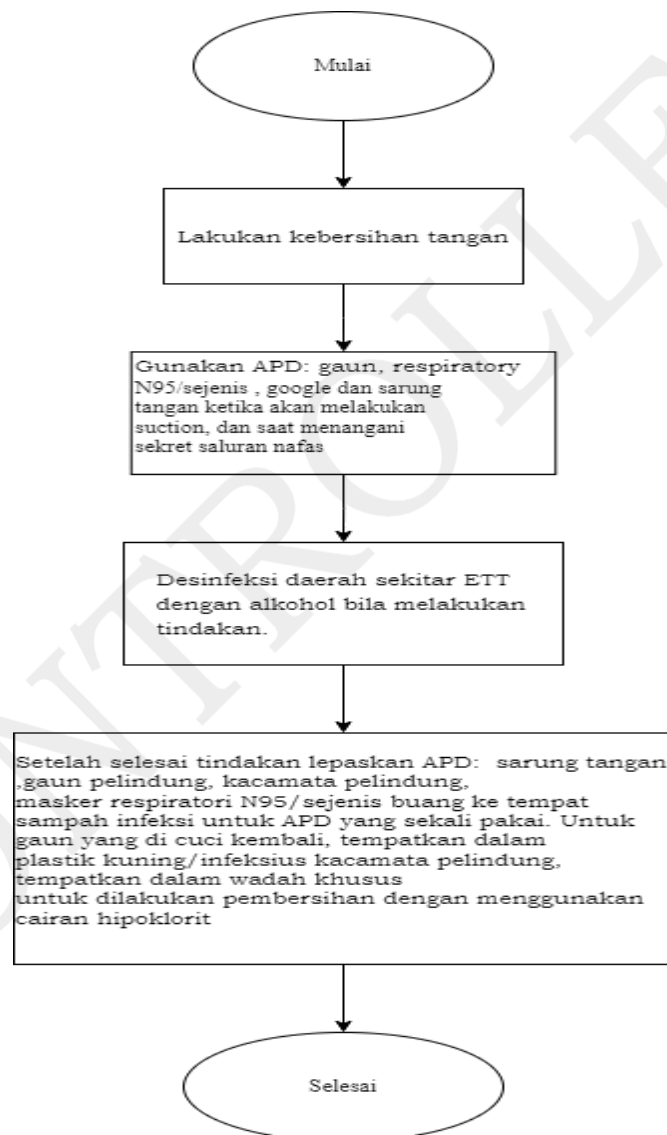 Mulai
Lakukan kebersihan tangan
Gunakan APD: gaun, respiratory
N95/sejenis , google dan sarung
tangan ketika akan melakukan
suction, dan saat menangani
sekret saluran nafas
Desinfeksi daerah sekitar ETT
dengan alkohol bila melakukan
tindakan.
Setelah selesai tindakan lepaskan APD:  sarung tangan
,gaun pelindung, kacamata pelindung,
masker respiratori N95/sejenis buang ke tempat
sampah infeksi untuk APD yang sekali pakai. Untuk
gaun yang di cuci kembali, tempatkan dalam
plastik kuning/infeksius kacamata pelindung,
tempatkan dalam wadah khusus
untuk dilakukan pembersihan dengan menggunakan
cairan hipoklorit
Selesai